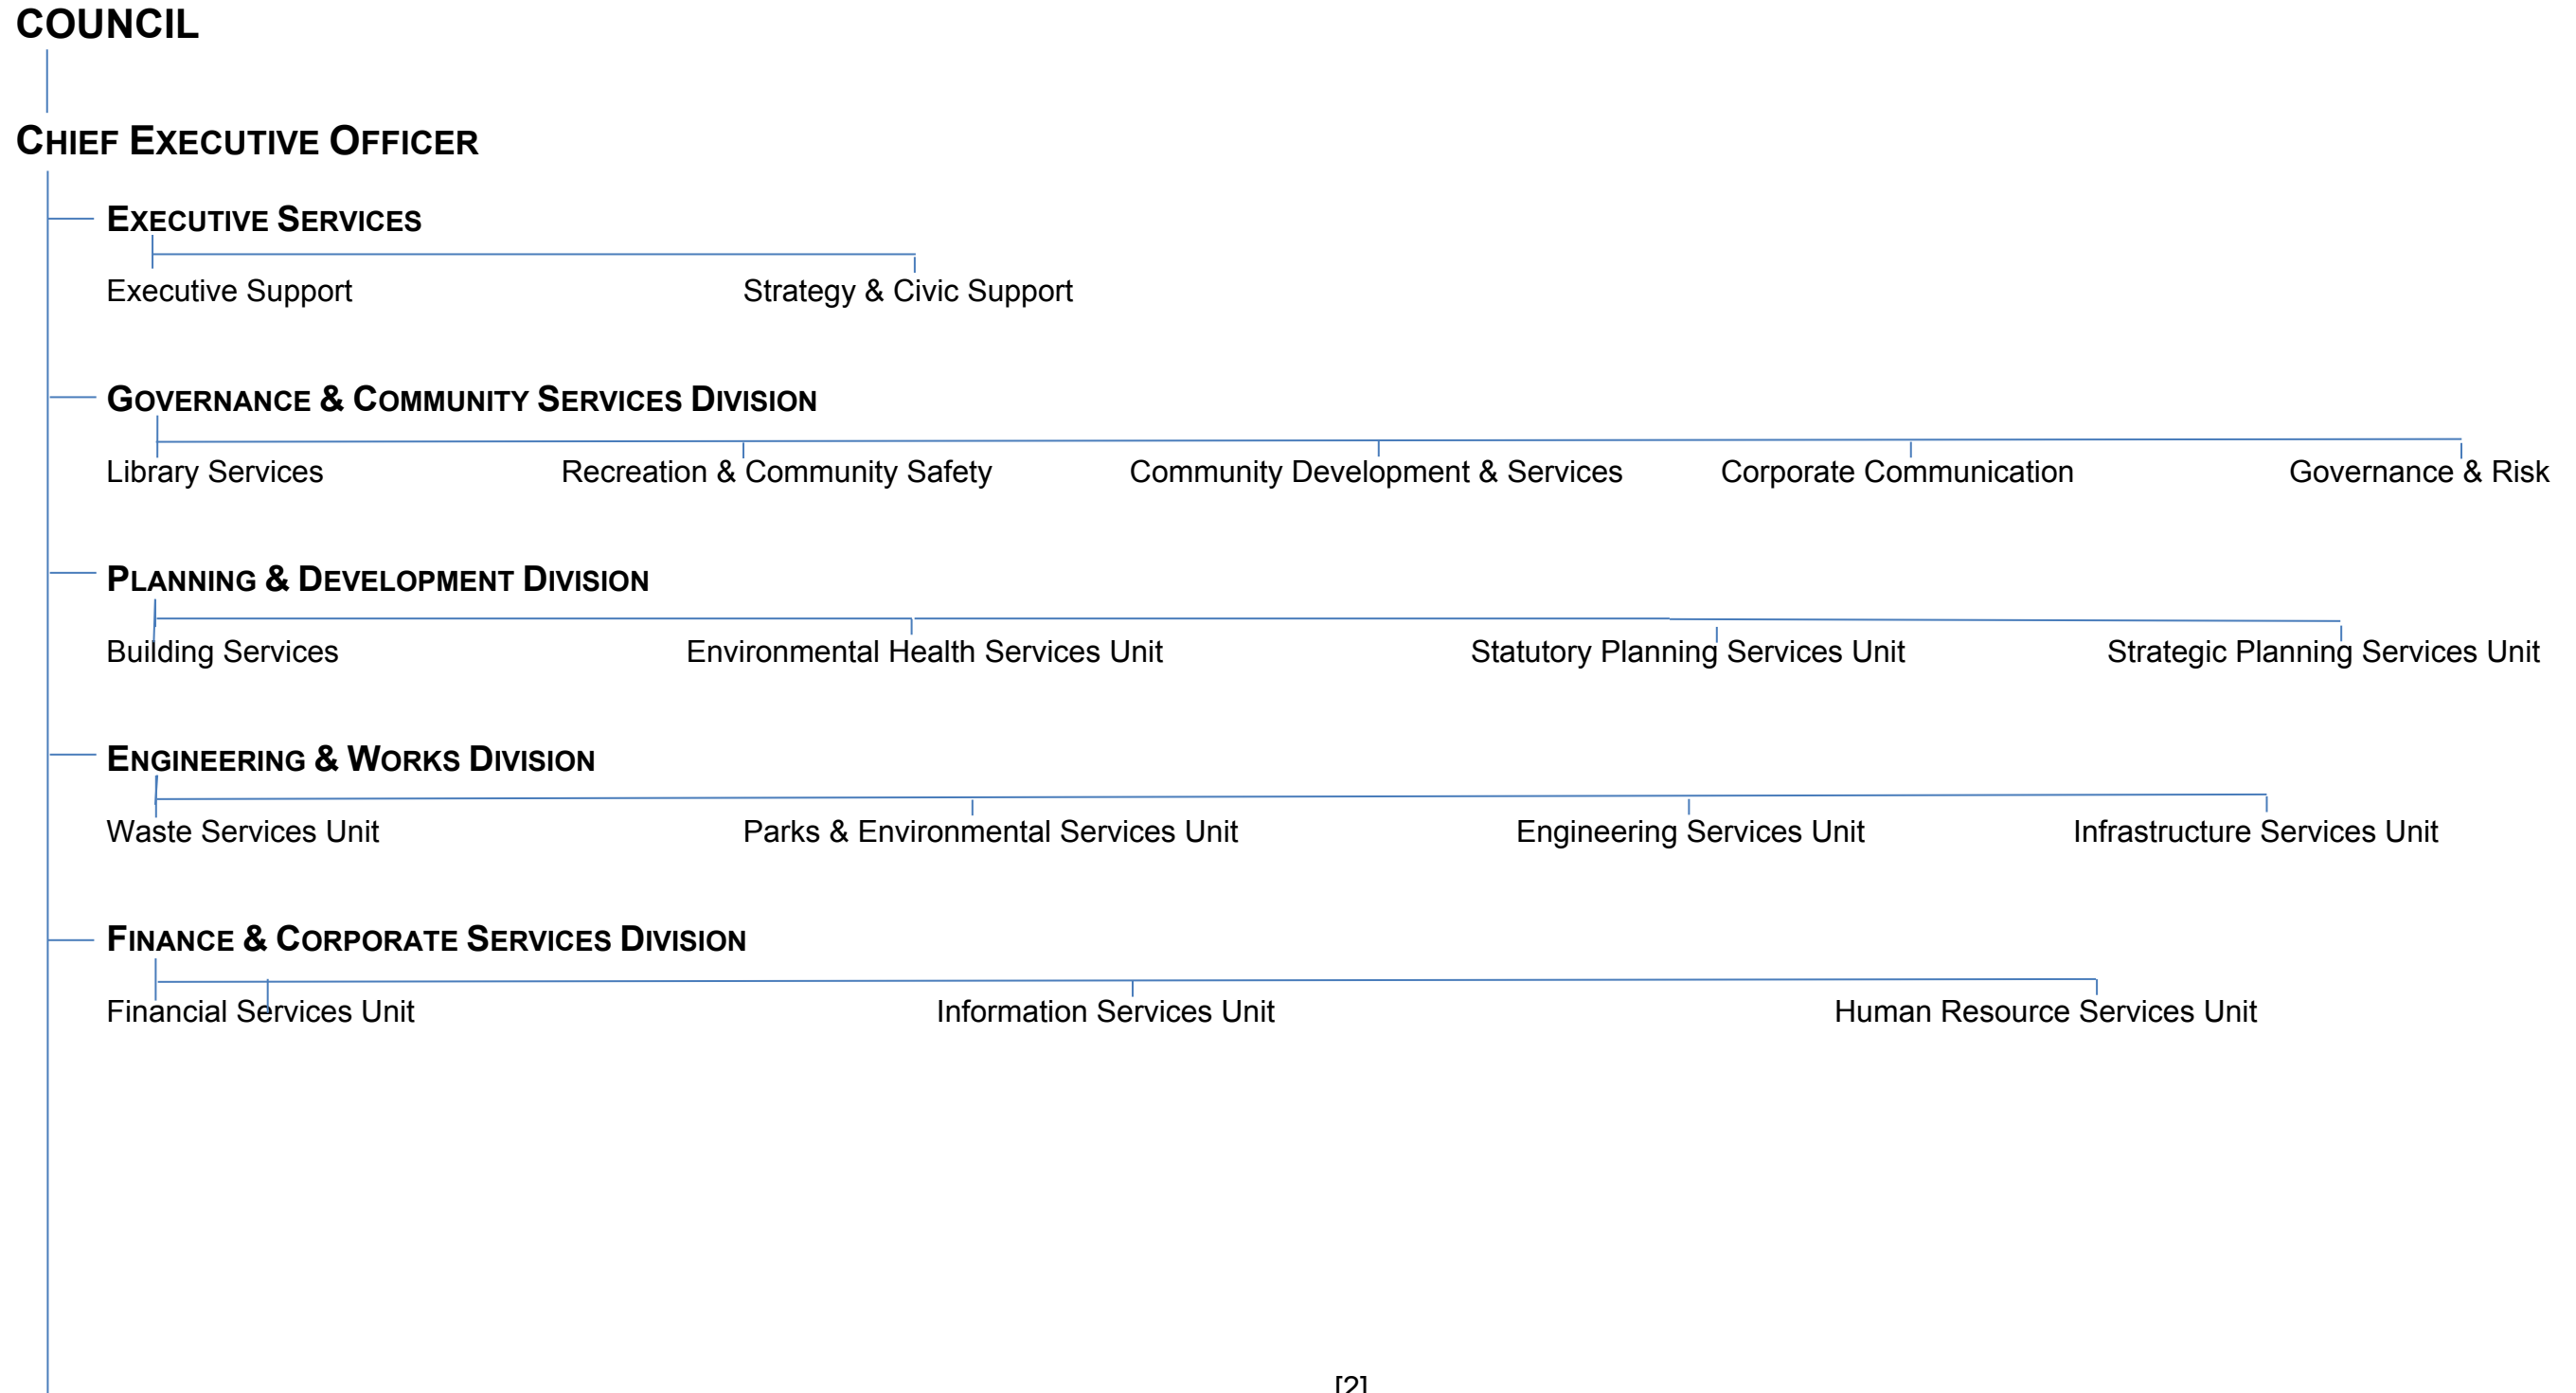 COUNCIL
CHIEF EXECUTIVE OFFICER
EXECUTIVE SERVICES
Executive Support Strategy & Civic Support
GOVERNANCE & COMMUNITY SERVICES DIVISION
Library Services Recreation & Community Safety Community Development & Services Corporate Communication Governance & Risk
PLANNING & DEVELOPMENT DIVISION
Building Services Environmental Health Services Unit Statutory Planning Services Unit Strategic Planning Services Unit
ENGINEERING & WORKS DIVISION
Waste Services Unit Parks & Environmental Services Unit Engineering Services Unit Infrastructure Services Unit
FINANCE & CORPORATE SERVICES DIVISION
Financial Services Unit Information Services Unit Human Resource Services Unit
[2]